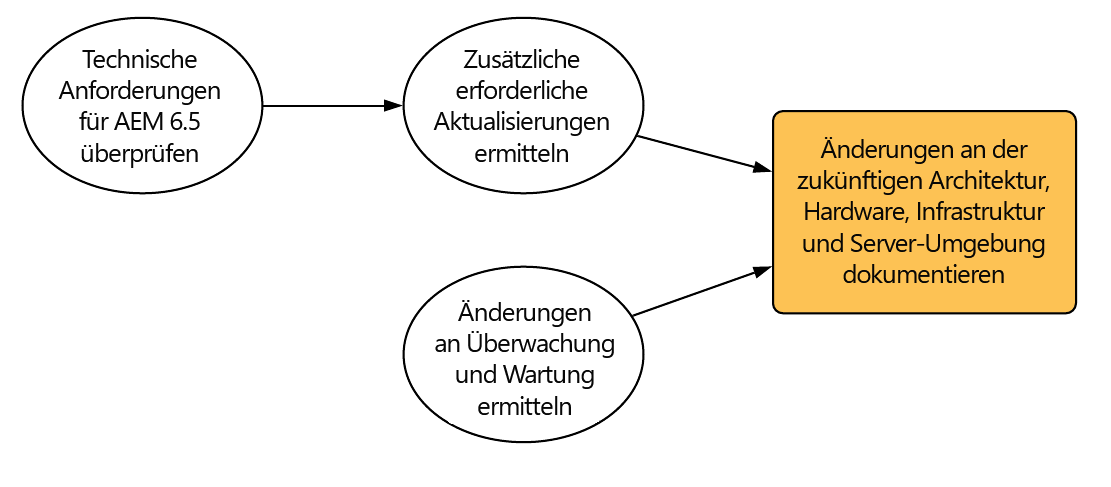 Technische
Anforderungen
für AEM 6.5
überprüfen
Zusätzliche
erforderliche
Aktualisierungen
ermitteln
Änderungen an der
zukünftigen Architektur,
Hardware, Infrastruktur
und Server-Umgebung
dokumentieren
Änderungen
an Überwachung
und Wartung
ermitteln